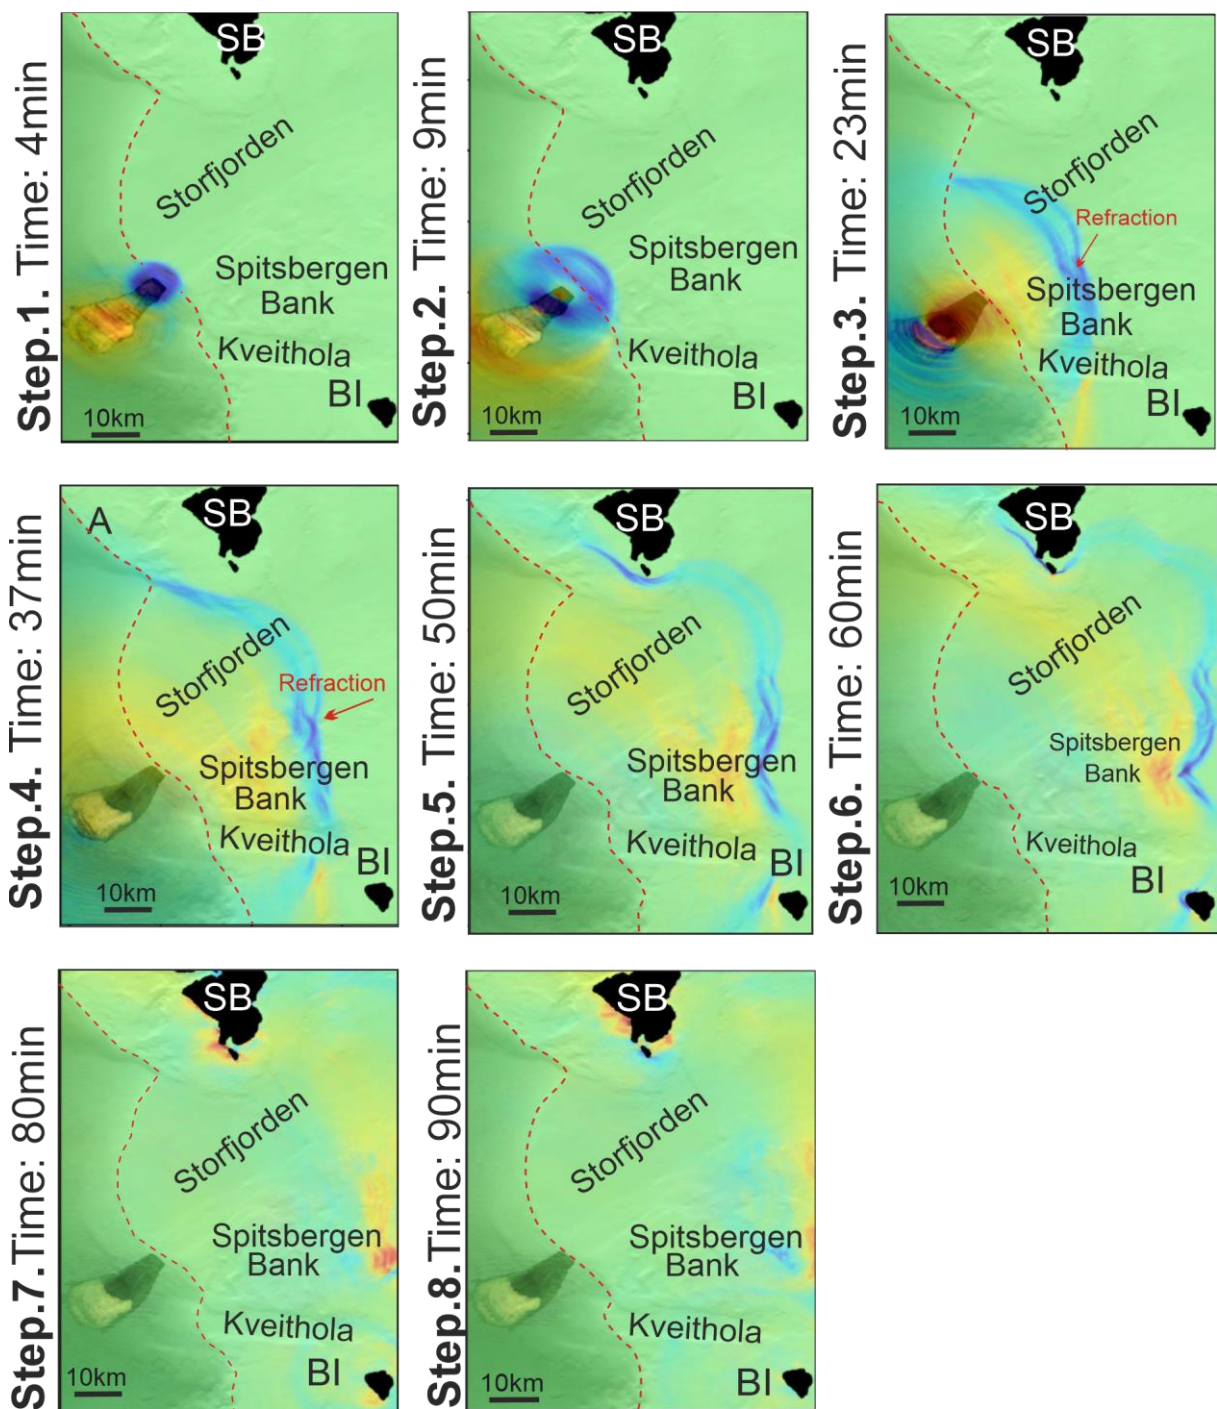 Step.1. Time: 4min
SB
Storfjorden
Spitsbergen
Bank
Kveithola
BI
10km
Step.2. Time: 9min
SB
Storfjorden
Spitsbergen
Bank
Kveithola
BI
10km
Step.3. Time: 23min
SB
Storfjorden
Refraction
Spitsbergen
Bank
Kveithola
BI
10km
Step.4. Time: 37min
A
SB
Storfjorden
Refraction
Spitsbergen
Bank
Kveithola
BI
10km
Step.5. Time: 50min
SB
Storfjorden
Spitsbergen
Bank
Kveithola
BI
10km
Step.6. Time: 60min
SB
Storfjorden
Spitsbergen
Bank
Kveithola
BI
10km
Step.7.Time: 80min
SB
Storfjorden
Spitsbergen
Bank
Kveithola
BI
10km
Step.8.Time: 90min
SB
Storfjorden
Spitsbergen
Bank
Kveithola
BI
10km